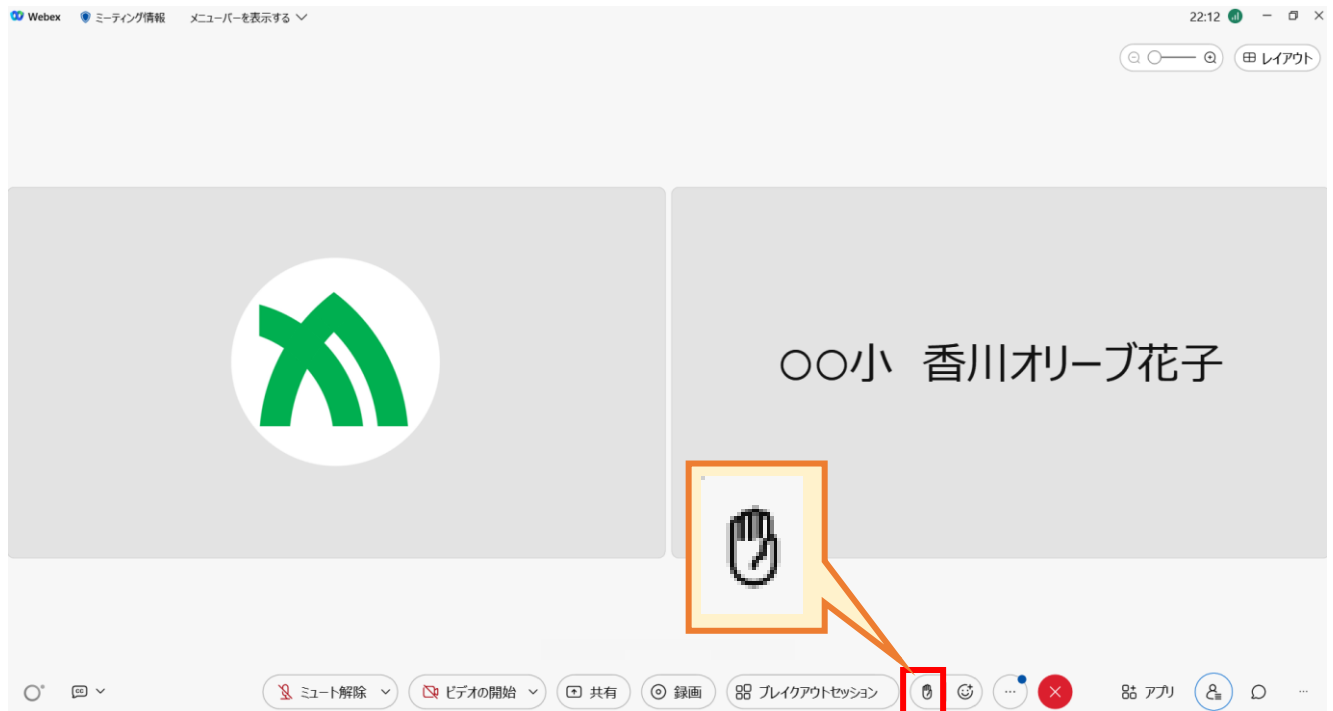 Webex ミーティング情報 メニューバーを表示する 22:12
レイアウト
○○小 香川オリーブ花子
CC ミュート解除 ビデオの開始 共有 録画 ブレイクアウトセッション ... アプリ ...